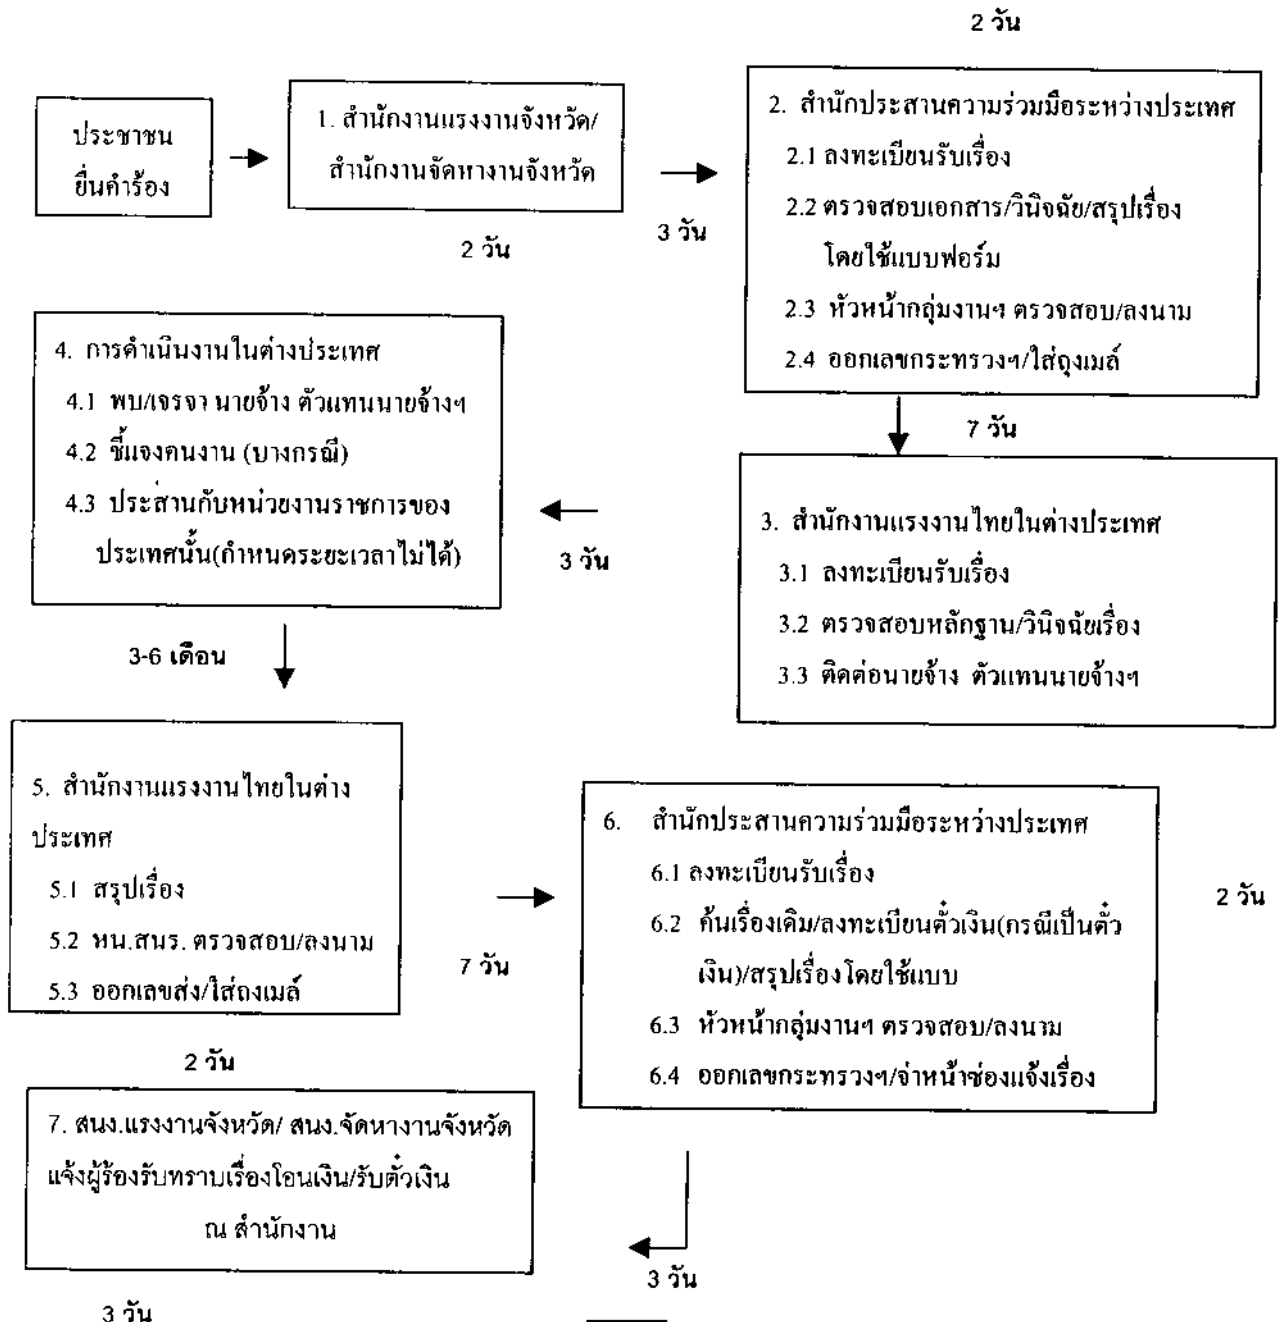 2 วัน
ประชาชน
ยื่นคำร้อง
1. สำนักงานแรงงานจังหวัด/
สำนักงานจัดหางานจังหวัด
2 วัน
3 วัน
2. สำนักประสานความร่วมมือระหว่างประเทศ
2.1 ลงทะเบียนรับเรื่อง
2.2 ตรวจสอบเอกสาร/วินิจฉัย/สรุปเรื่อง
โดยใช้แบบฟอร์ม
2.3 หัวหน้ากลุ่มงานฯ ตรวจสอบ/ลงนาม
2.4 ออกเลขกระทรวงฯ/ใส่ถุงเมล์
7 วัน
3. สำนักงานแรงงานไทยในต่างประเทศ
3.1 ลงทะเบียนรับเรื่อง
3.2 ตรวจสอบหลักฐาน/วินิจฉัยเรื่อง
3.3 ติดต่อนายจ้าง ตัวแทนนายจ้างฯ
3 วัน
4. การดำเนินงานในต่างประเทศ
4.1 พบ/เจรจา นายจ้าง ตัวแทนนายจ้างฯ
4.2 ชี้แจงคนงาน (บางกรณี)
4.3 ประสานกับหน่วยงานราชการของ
ประเทศนั้น(กำหนดระยะเวลาไม่ได้)
3-6 เดือน
5. สำนักงานแรงงานไทยในต่าง
ประเทศ
5.1 สรุปเรื่อง
5.2 หน.สนร. ตรวจสอบ/ลงนาม
5.3 ออกเลขส่ง/ใส่ถุงเมล์
2 วัน
7 วัน
6. สำนักประสานความร่วมมือระหว่างประเทศ
6.1 ลงทะเบียนรับเรื่อง
6.2 ค้นเรื่องเดิม/ลงทะเบียนตั๋วเงิน(กรณีเป็นตั๋ว
เงิน)/สรุปเรื่องโดยใช้แบบ
6.3 หัวหน้ากลุ่มงานฯ ตรวจสอบ/ลงนาม
6.4 ออกเลขกระทรวงฯ/จ่าหน้าซองแจ้งเรื่อง
2 วัน
3 วัน
7. สนง.แรงงานจังหวัด/ สนง.จัดหางานจังหวัด
แจ้งผู้ร้องรับทราบเรื่องโอนเงิน/รับตั๋วเงิน
ณ สำนักงาน
3 วัน